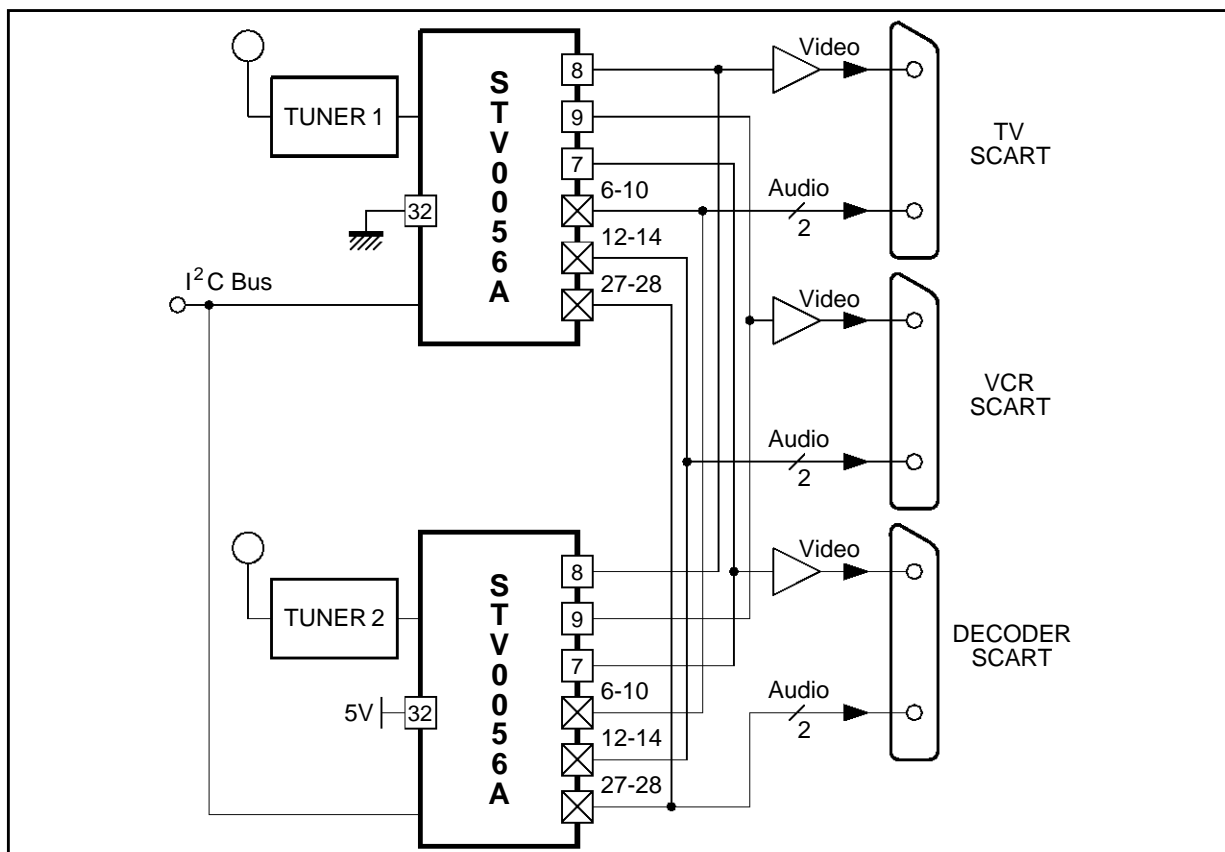 TUNER 1
STV0056A
8
9
7
6-10
12-14
27-28
32
I2C Bus
Video
Audio
2
TV
SCART
Video
Audio
2
VCR
SCART
TUNER 2
STV0056A
8
9
7
6-10
12-14
27-28
5V
32
Video
Audio
2
DECODER
SCART